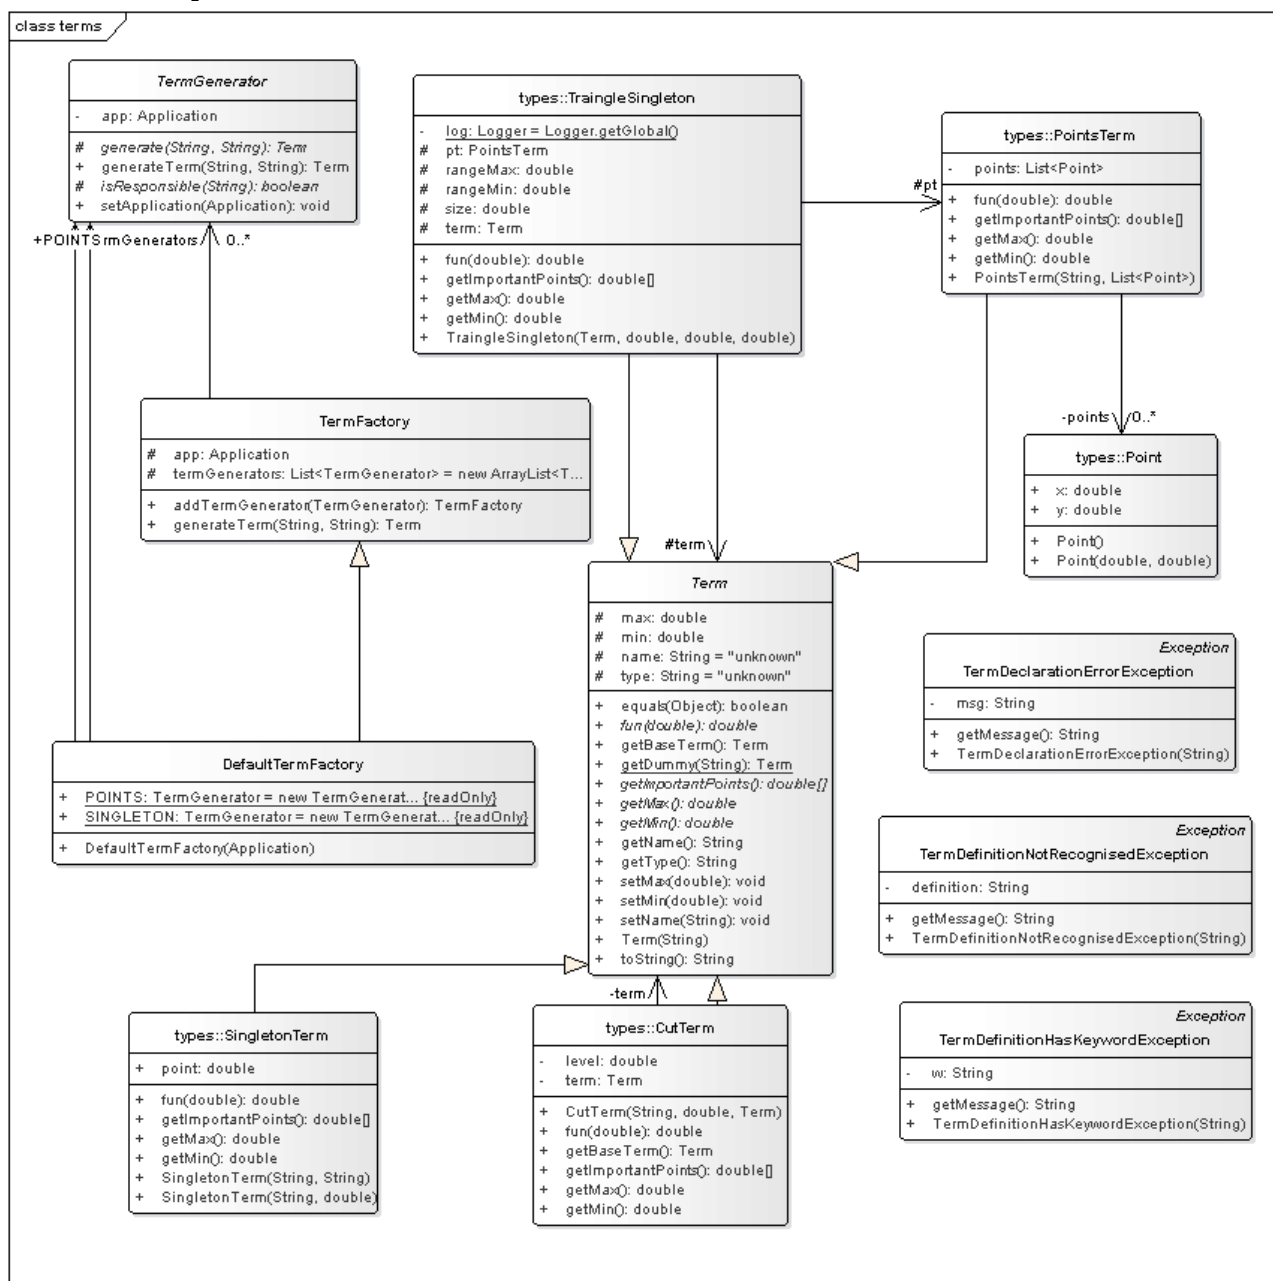 class terms
TermGenerator
- app: Application
# generate(String, String): Term
+ generateTerm(String, String): Term
# isResponsible(String): boolean
+ setApplication(Application): void
types::TraingleSingleton
- log: Logger = Logger.getGlobal()
# pt: PointsTerm
# rangeMax: double
# rangeMin: double
# size: double
# term: Term
+ fun(double): double
+ getImportantPoints(): double[]
+ getMax(): double
+ getMin(): double
+ TraingleSingleton(Term, double, double, double)
types::PointsTerm
- points: List<Point>
+ fun(double): double
+ getImportantPoints(): double[]
+ getMax(): double
+ getMin(): double
+ PointsTerm(String, List<Point>)
#pt
+POINTSrmGenerators 0..*
TermFactory
# app: Application
# termGenerators: List<TermGenerator> = new ArrayList<T...
+ addTermGenerator(TermGenerator): TermFactory
+ generateTerm(String, String): Term
-points 0..*
types::Point
+ x: double
+ y: double
+ Point()
+ Point(double, double)
#term
Term
# max: double
# min: double
# name: String = "unknown"
# type: String = "unknown"
+ equals(Object): boolean
+ fun(double): double
+ getBaseTerm(): Term
+ getDummy(String): Term
+ getImportantPoints(): double[]
+ getMax(): double
+ getMin(): double
+ getName(): String
+ getType(): String
+ setMax(double): void
+ setMin(double): void
+ setName(String): void
+ Term(String)
+ toString(): String
Exception
TermDeclarationErrorException
- msg: String
+ getMessage(): String
+ TermDeclarationErrorException(String)
DefaultTermFactory
+ POINTS: TermGenerator = new TermGenerat... {readOnly}
+ SINGLETON: TermGenerator = new TermGenerat... {readOnly}
+ DefaultTermFactory(Application)
Exception
TermDefinitionNotRecognisedException
- definition: String
+ getMessage(): String
+ TermDefinitionNotRecognisedException(String)
-term
types::SingletonTerm
+ point: double
+ fun(double): double
+ getImportantPoints(): double[]
+ getMax(): double
+ getMin(): double
+ SingletonTerm(String, String)
+ SingletonTerm(String, double)
types::CutTerm
- level: double
- term: Term
+ CutTerm(String, double, Term)
+ fun(double): double
+ getBaseTerm(): Term
+ getImportantPoints(): double[]
+ getMax(): double
+ getMin(): double
Exception
TermDefinitionHasKeywordException
- w: String
+ getMessage(): String
+ TermDefinitionHasKeywordException(String)